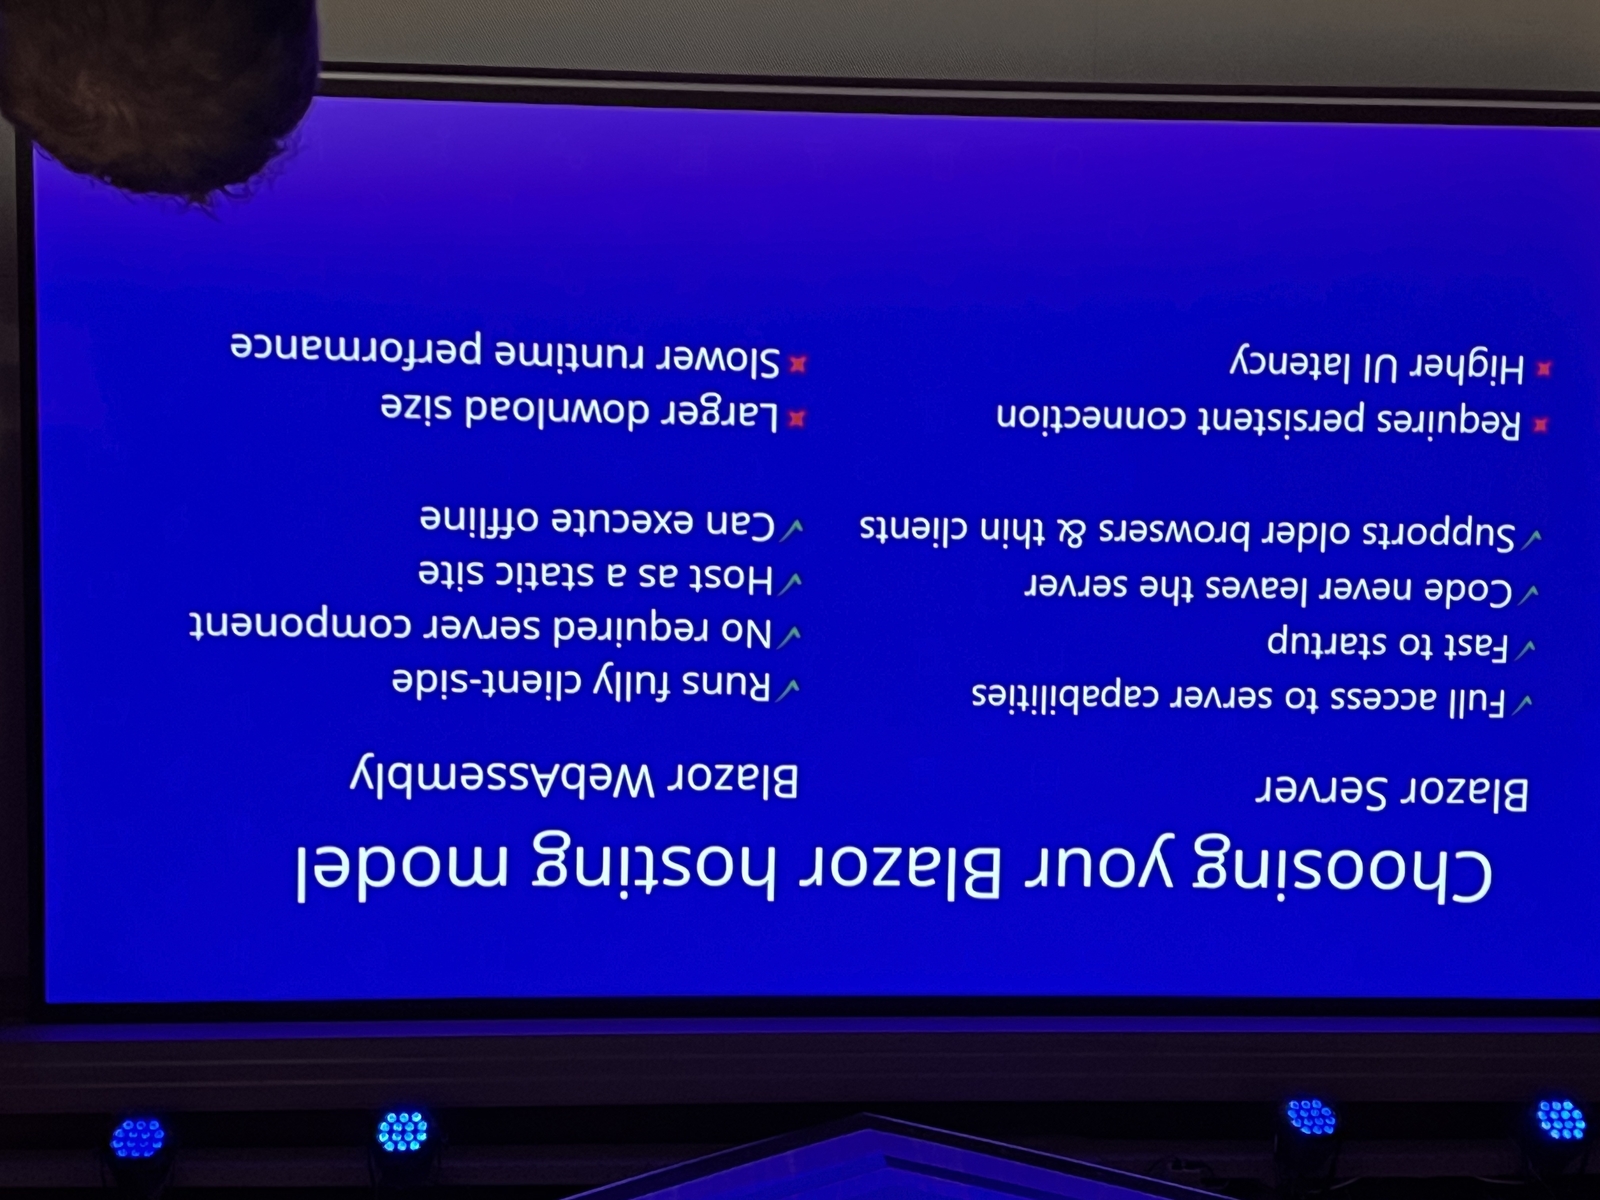 Choosing your Blazor hosting model
Blazor Server
✓Full access to server capabilities
✓Fast to startup
✓Code never leaves the server
✓Supports older browsers & thin clients
✖ Requires persistent connection
✖ Higher UI latency
Blazor WebAssembly
✓Runs fully client-side
✓No required server component
✓Host as a static site
✓Can execute offline
✖ Larger download size
✖ Slower runtime performance